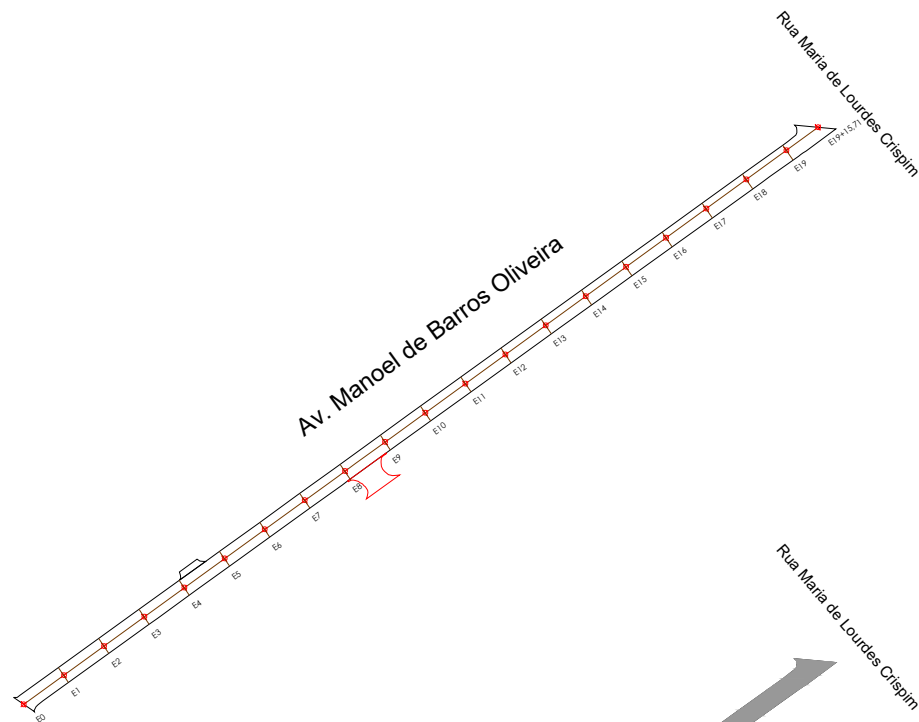 Rua Maria de Lourdes Crispim
E19+15,71
E19
E18
E17
E16
E15
E14
E13
E12
E11
E10
E9
E8
E7
E6
E5
E4
E3
E2
E1
E0
Av. Manoel de Barros Oliveira
Rua Maria de Lourdes Crispim